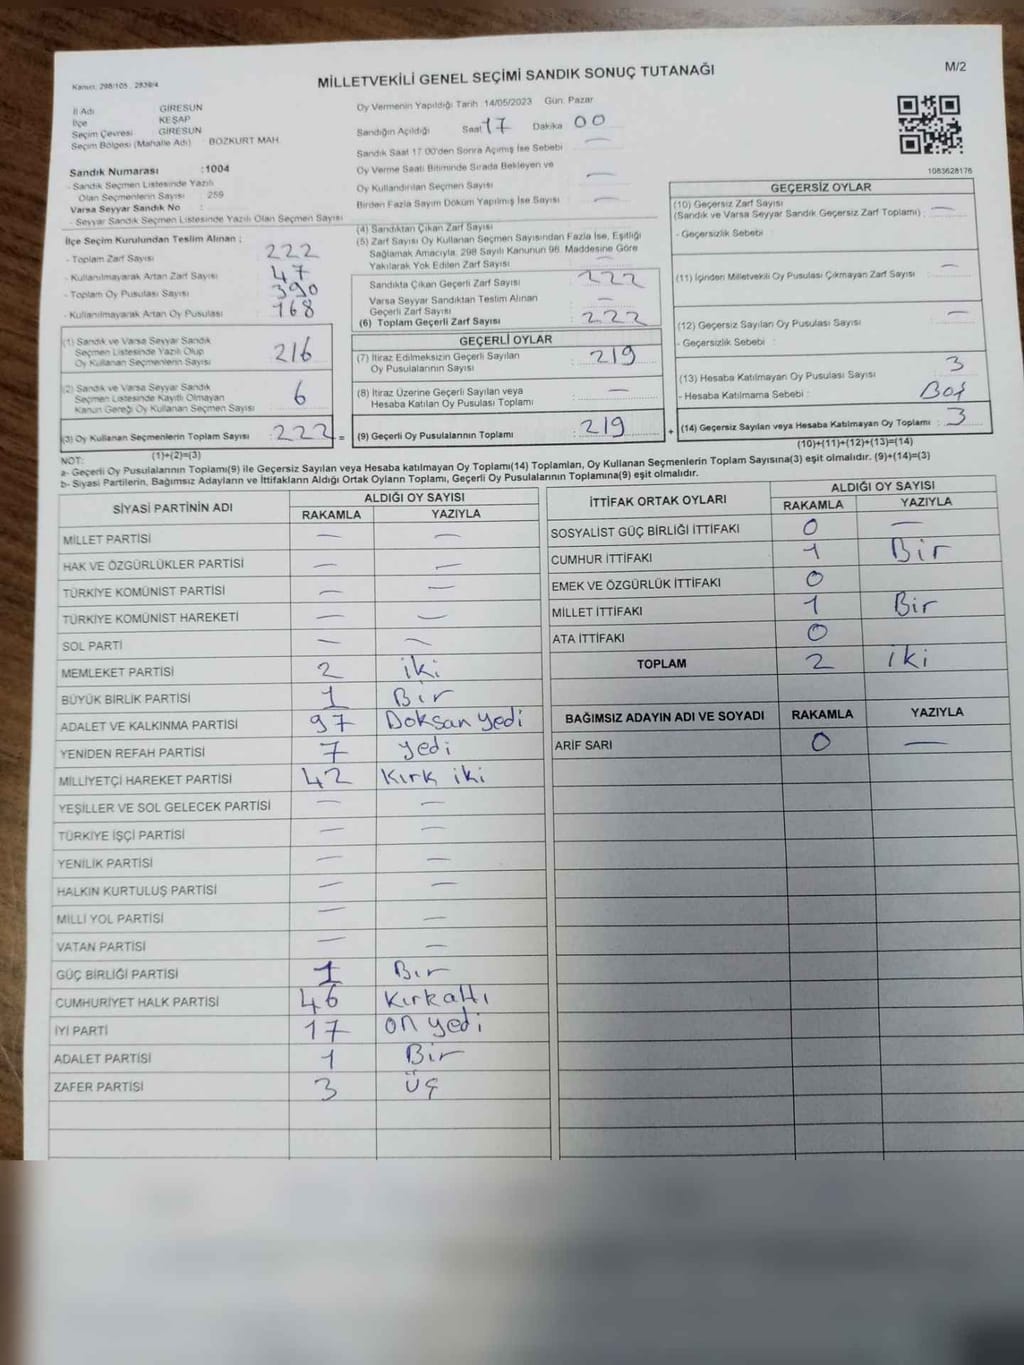 Kanun: 298/105 , 2839/4
MİLLETVEKİLİ GENEL SEÇİMİ SANDIK SONUÇ TUTANAĞI
M/2
İl Adı GİRESUN
İlçe KEŞAP
Seçim Çevresi GİRESUN
Seçim Bölgesi (Mahalle Adı) : BOZKURT MAH
Sandık Numarası :1004
- Sandık Seçmen Listesinde Yazılı
Olan Seçmenlerin Sayısı : 259
Varsa Seyyar Sandık No :
- Seyyar Sandık Seçmen Listesinde Yazılı Olan Seçmen Sayısı
Oy Vermenin Yapıldığı Tarih 14/05/2023 Gün: Pazar
Sandığın Açıldığı Saat 17 Dakika 00
Sandık Saat 17:00'den Sonra Açımış İse Sebebi —
Oy Verme Saati Bitiminde Sırada Bekleyen ve
Oy Kullandırılan Seçmen Sayısı —
Birden Fazla Sayım Döküm Yapılmış İse Sayısı —
1083628176
İlçe Seçim Kurulundan Teslim Alınan ;
- Toplam Zarf Sayısı : 222
- Kullanılmayarak Artan Zarf Sayısı : 47
- Toplam Oy Pusulası Sayısı : 390
- Kullanılmayarak Artan Oy Pusulası : 168
(1) Sandık ve Varsa Seyyar Sandık
Seçmen Listesinde Yazılı Olup
Oy Kullanan Seçmenlerin Sayısı : 216
(2) Sandık ve Varsa Seyyar Sandık
Seçmen Listesinde Kayıtlı Olmayan
Kanun Gereği Oy Kullanan Seçmen Sayısı : 6
(3) Oy Kullanan Seçmenlerin Toplam Sayısı : 222 =
(1)+(2)=(3)
(4) Sandıktan Çıkan Zarf Sayısı
(5) Zarf Sayısı Oy Kullanan Seçmen Sayısından Fazla İse, Eşitliği
Sağlamak Amacıyla, 298 Sayılı Kanunun 98. Maddesine Göre
Yakılarak Yok Edilen Zarf Sayısı —
Sandıkta Çıkan Geçerli Zarf Sayısı : 222
Varsa Seyyar Sandıktan Teslim Alınan
Geçerli Zarf Sayısı : —
(6) Toplam Geçerli Zarf Sayısı : 222
GEÇERLİ OYLAR
(7) İtiraz Edilmeksizin Geçerli Sayılan
Oy Pusulalarının Sayısı : 219
(8) İtiraz Üzerine Geçerli Sayılan veya
Hesaba Katılan Oy Pusulası Toplamı : —
(9) Geçerli Oy Pusulalarının Toplamı : 219 +
GEÇERSİZ OYLAR
(10) Geçersiz Zarf Sayısı
(Sandık ve Varsa Seyyar Sandık Geçersiz Zarf Toplamı) : —
- Geçersizlik Sebebi :
(11) İçinden Milletvekili Oy Pusulası Çıkmayan Zarf Sayısı : —
(12) Geçersiz Sayılan Oy Pusulası Sayısı : —
- Geçersizlik Sebebi :
(13) Hesaba Katılmayan Oy Pusulası Sayısı : 3
- Hesaba Katılmama Sebebi : Boş
(14) Geçersiz Sayılan veya Hesaba Katılmayan Oy Toplamı : 3
(10)+(11)+(12)+(13)=(14)
NOT:
a- Geçerli Oy Pusulalarının Toplamı(9) ile Geçersiz Sayılan veya Hesaba katılmayan Oy Toplamı(14) Toplamları, Oy Kullanan Seçmenlerin Toplam Sayısına(3) eşit olmalıdır. (9)+(14)=(3)
b- Siyasi Partilerin, Bağımsız Adayların ve İttifakların Aldığı Ortak Oyların Toplamı, Geçerli Oy Pusulalarının Toplamına(9) eşit olmalıdır.
SİYASİ PARTİNİN ADI ALDIĞI OY SAYISI
RAKAMLA YAZIYLA
MİLLET PARTİSİ — —
HAK VE ÖZGÜRLÜKLER PARTİSİ — —
TÜRKİYE KOMÜNİST PARTİSİ — —
TÜRKİYE KOMÜNİST HAREKETİ — —
SOL PARTİ — —
MEMLEKET PARTİSİ 2 iki
BÜYÜK BİRLİK PARTİSİ 1 Bir
ADALET VE KALKINMA PARTİSİ 97 Doksan yedi
YENİDEN REFAH PARTİSİ 7 yedi
MİLLİYETÇİ HAREKET PARTİSİ 42 Kırk iki
YEŞİLLER VE SOL GELECEK PARTİSİ — —
TÜRKİYE İŞÇİ PARTİSİ — —
YENİLİK PARTİSİ — —
HALKIN KURTULUŞ PARTİSİ — —
MİLLİ YOL PARTİSİ — —
VATAN PARTİSİ — —
GÜÇ BİRLİĞİ PARTİSİ 1 Bir
CUMHURİYET HALK PARTİSİ 46 Kırkaltı
İYİ PARTİ 17 on yedi
ADALET PARTİSİ 1 Bir
ZAFER PARTİSİ 3 Üç
İTTİFAK ORTAK OYLARI ALDIĞI OY SAYISI
RAKAMLA YAZIYLA
SOSYALİST GÜÇ BİRLİĞİ İTTİFAKI 0 —
CUMHUR İTTİFAKI 1 Bir
EMEK VE ÖZGÜRLÜK İTTİFAKI 0
MİLLET İTTİFAKI 1 Bir
ATA İTTİFAKI 0
TOPLAM 2 iki
BAĞIMSIZ ADAYIN ADI VE SOYADI RAKAMLA YAZIYLA
ARİF SARI 0 —